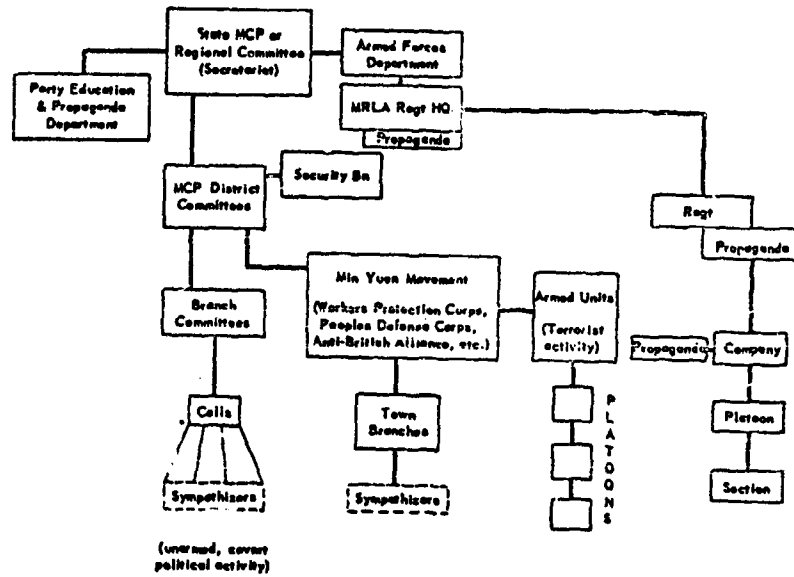 State MCP or
Regional Committee
(Secretariat)
Armed Forces
Department
Party Education
& Propaganda
Department
MRLA Regt HQ
Propaganda
MCP District
Committees
Security Bn
Regt
Propaganda
Branch
Committees
Min Yuen Movement
(Workers Protection Corps,
Peoples Defense Corps,
Anti-British Alliance, etc.)
Armed Units
(Terrorist
activity)
Propaganda
Company
Cells
Town
Branches
PLATOONS
Platoon
Sympathizers
Sympathizers
Section
(unarmed, covert
political activity)